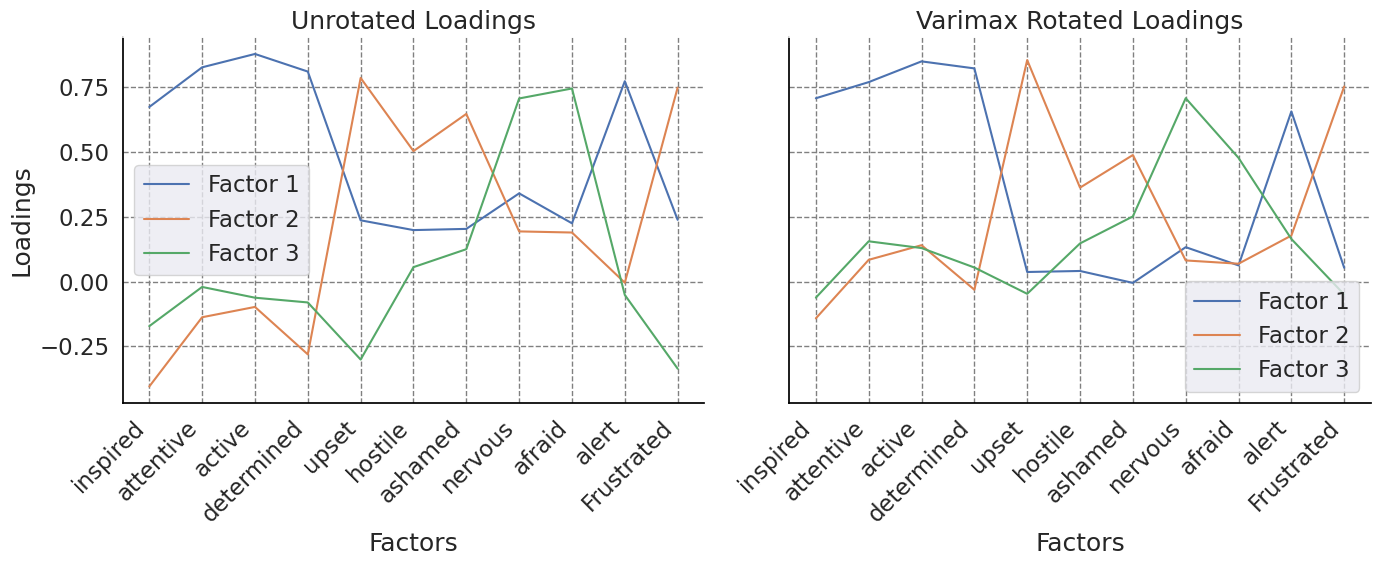 Unrotated Loadings
Varimax Rotated Loadings
Loadings
0.75
0.50
0.25
0.00
−0.25
Factor 1
Factor 2
Factor 3
inspired
attentive
active
determined
upset
hostile
ashamed
nervous
afraid
alert
Frustrated
Factors
Factor 1
Factor 2
Factor 3
inspired
attentive
active
determined
upset
hostile
ashamed
nervous
afraid
alert
Frustrated
Factors